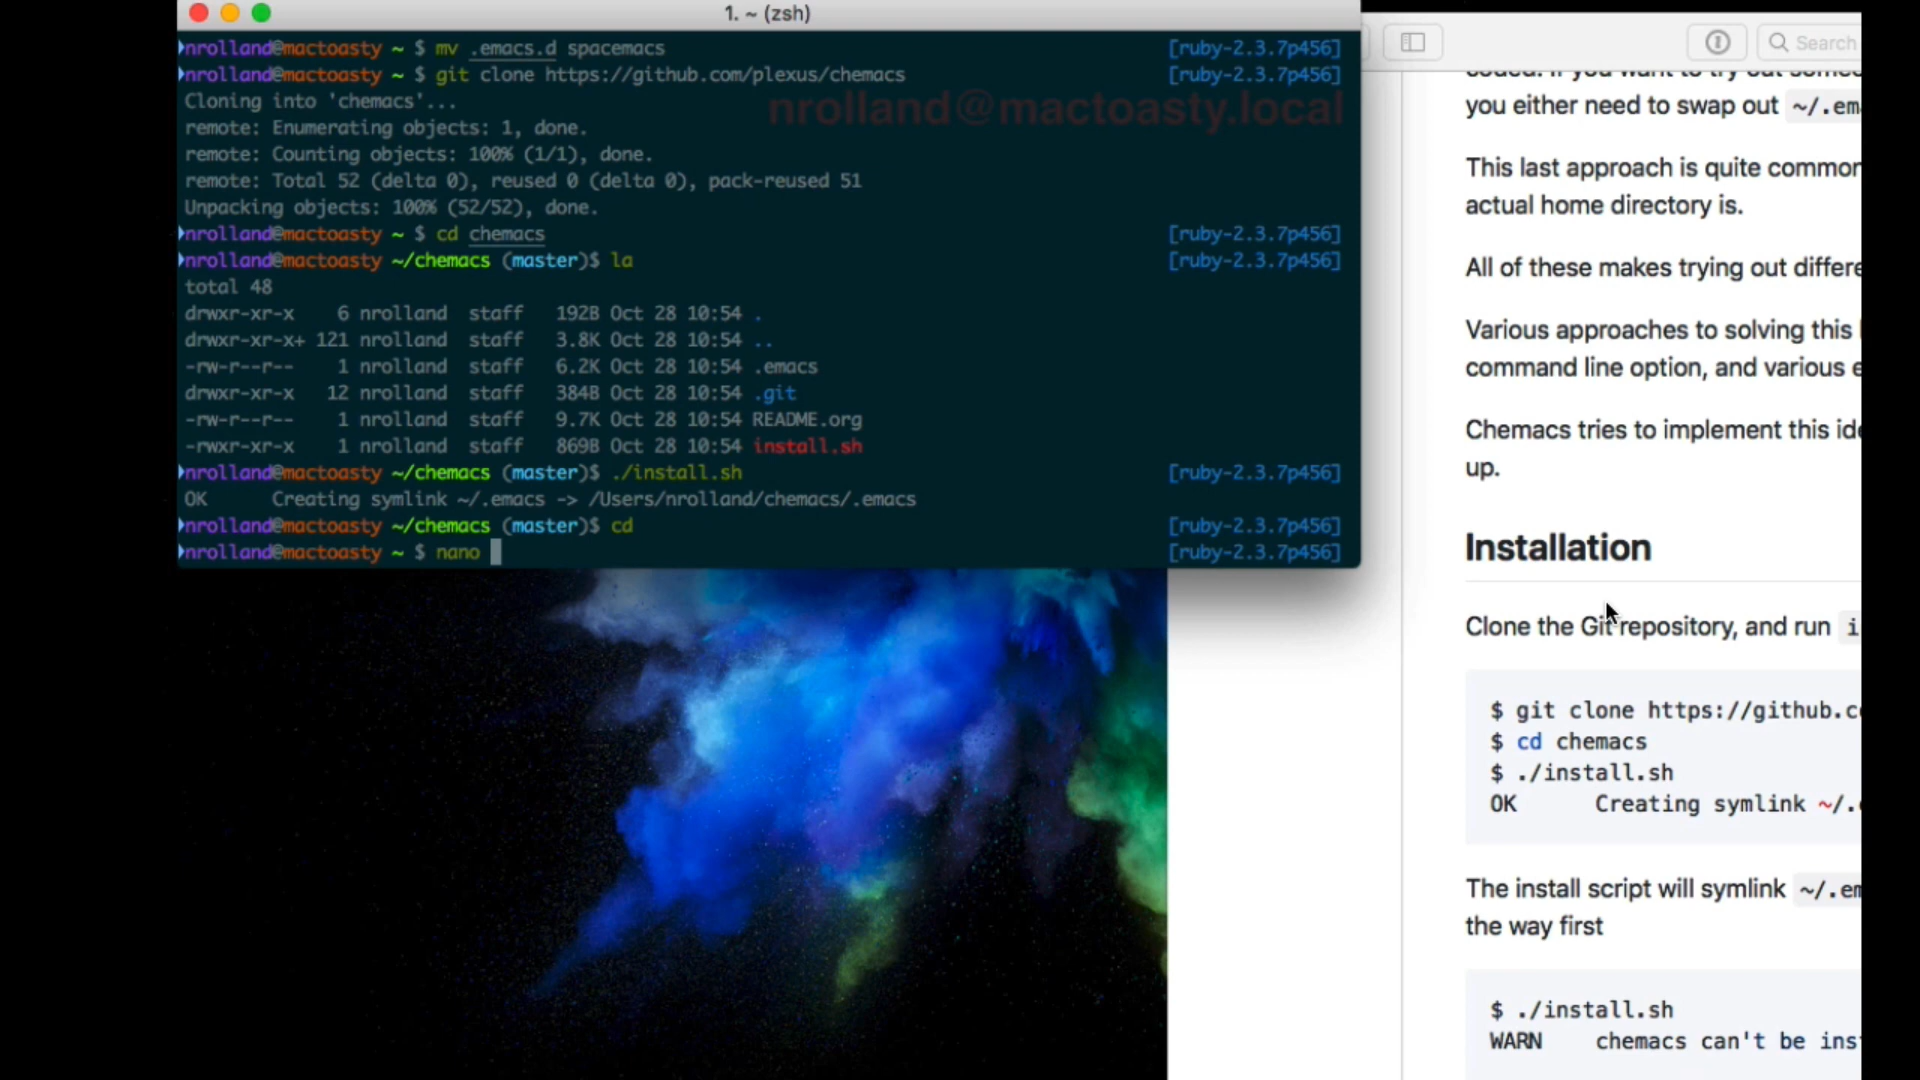 1. ~ (zsh)
nrolland@mactoasty ~ $ mv .emacs.d spacemacs [ruby-2.3.7p456]
nrolland@mactoasty ~ $ git clone https://github.com/plexus/chemacs [ruby-2.3.7p456]
Cloning into 'chemacs'...
nrolland@mactoasty.local
remote: Enumerating objects: 1, done.
remote: Counting objects: 100% (1/1), done.
remote: Total 52 (delta 0), reused 0 (delta 0), pack-reused 51
Unpacking objects: 100% (52/52), done.
nrolland@mactoasty ~ $ cd chemacs [ruby-2.3.7p456]
nrolland@mactoasty ~/chemacs (master)$ la [ruby-2.3.7p456]
total 48
drwxr-xr-x 6 nrolland staff 192B Oct 28 10:54 .
drwxr-xr-x+ 121 nrolland staff 3.8K Oct 28 10:54 ..
-rw-r--r-- 1 nrolland staff 6.2K Oct 28 10:54 .emacs
drwxr-xr-x 12 nrolland staff 384B Oct 28 10:54 .git
-rw-r--r-- 1 nrolland staff 9.7K Oct 28 10:54 README.org
-rwxr-xr-x 1 nrolland staff 869B Oct 28 10:54 install.sh
nrolland@mactoasty ~/chemacs (master)$ ./install.sh [ruby-2.3.7p456]
OK Creating symlink ~/.emacs -> /Users/nrolland/chemacs/.emacs
nrolland@mactoasty ~/chemacs (master)$ cd [ruby-2.3.7p456]
nrolland@mactoasty ~ $ nano [ruby-2.3.7p456]
Search
you either need to swap out ~/.em
This last approach is quite common
actual home directory is.
All of these makes trying out differe
Various approaches to solving this
command line option, and various e
Chemacs tries to implement this ide
up.
Installation
Clone the Git repository, and run i
$ git clone https://github.c
$ cd chemacs
$ ./install.sh
OK Creating symlink ~/.
The install script will symlink ~/.em
the way first
$ ./install.sh
WARN chemacs can't be ins